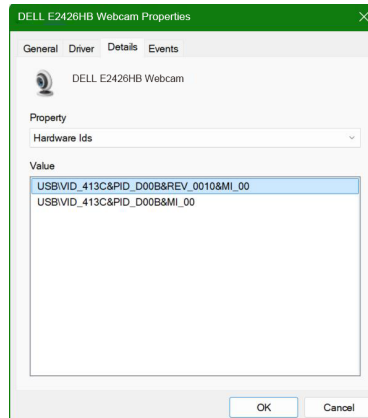 DELL E2426HB Webcam Properties
General Driver Details Events
DELL E2426HB Webcam
Property
Hardware Ids
Value
USB\VID_413C&PID_D00B&REV_0010&MI_00
USB\VID_413C&PID_D00B&MI_00
OK Cancel